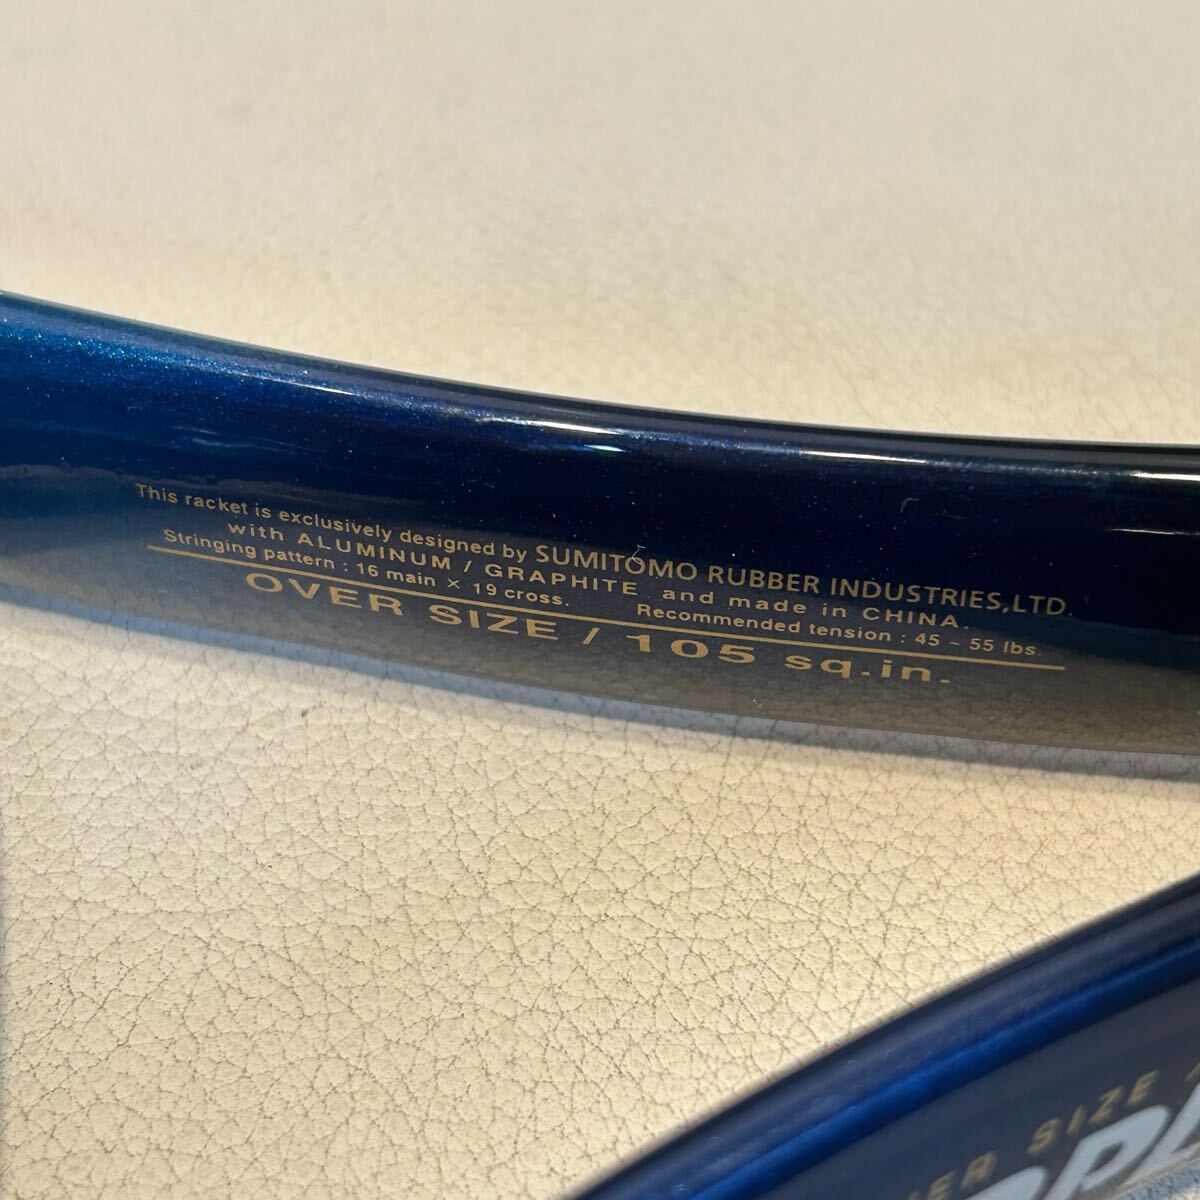 This racket is exclusively designed by SUMITOMO RUBBER INDUSTRIES,LTD.
with ALUMINUM / GRAPHITE and made in CHINA.
Stringing pattern : 16 main × 19 cross. Recommended tension : 45 ~ 55 lbs.
OVER SIZE / 105 sq.in.
SIZE